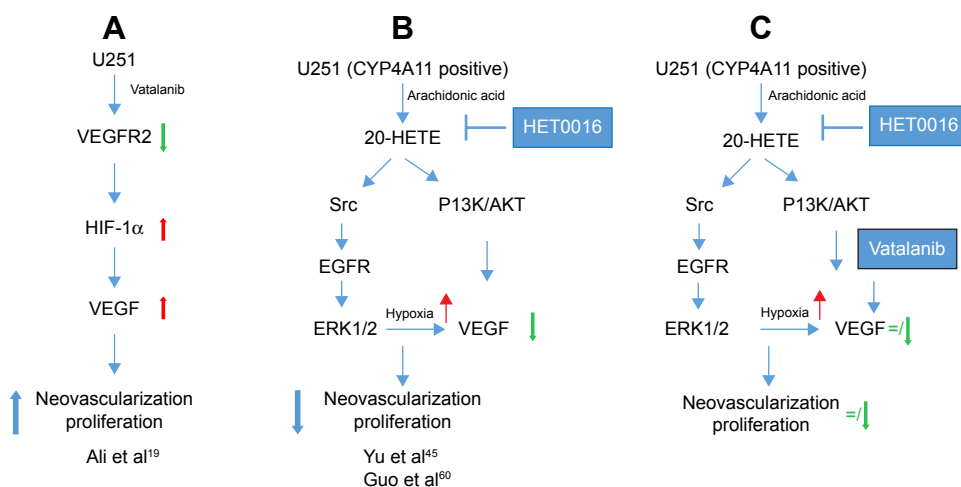 A
U251
Vatalanib
VEGFR2
HIF-1α
VEGF
Neovascularization
proliferation
Ali et al19
B
U251 (CYP4A11 positive)
Arachidonic acid
20-HETE
HET0016
Src
P13K/AKT
EGFR
ERK1/2
Hypoxia
VEGF
Neovascularization
proliferation
Yu et al45
Guo et al60
C
U251 (CYP4A11 positive)
Arachidonic acid
20-HETE
HET0016
Src
P13K/AKT
EGFR
Vatalanib
ERK1/2
Hypoxia
VEGF =/
Neovascularization
proliferation =/